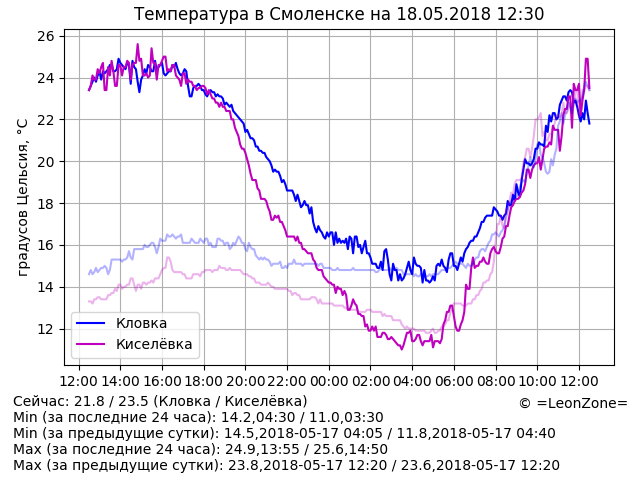 Температура в Смоленске на 18.05.2018 12:30
градусов Цельсия, °C
26
24
22
20
18
16
14
12
Кловка
Киселёвка
12:00 14:00 16:00 18:00 20:00 22:00 00:00 02:00 04:00 06:00 08:00 10:00 12:00
Сейчас: 21.8 / 23.5 (Кловка / Киселёвка)
© =LeonZone=
Min (за последние 24 часа): 14.2,04:30 / 11.0,03:30
Min (за предыдущие сутки): 14.5,2018-05-17 04:05 / 11.8,2018-05-17 04:40
Max (за последние 24 часа): 24.9,13:55 / 25.6,14:50
Max (за предыдущие сутки): 23.8,2018-05-17 12:20 / 23.6,2018-05-17 12:20